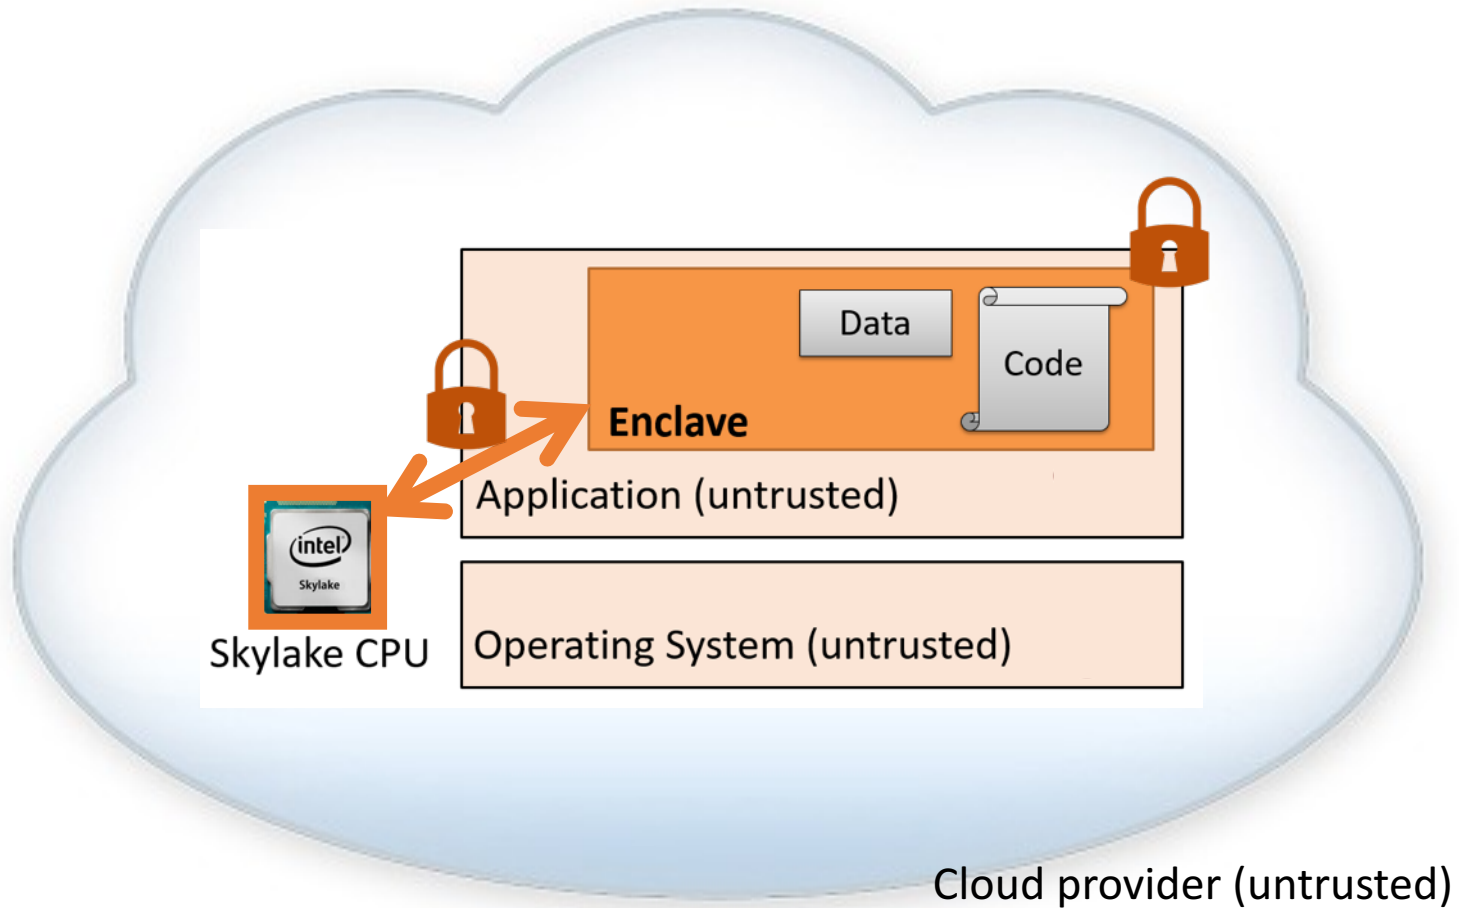 Data
Code
Enclave
Application (untrusted)
intel
Skylake
Skylake CPU
Operating System (untrusted)
Cloud provider (untrusted)